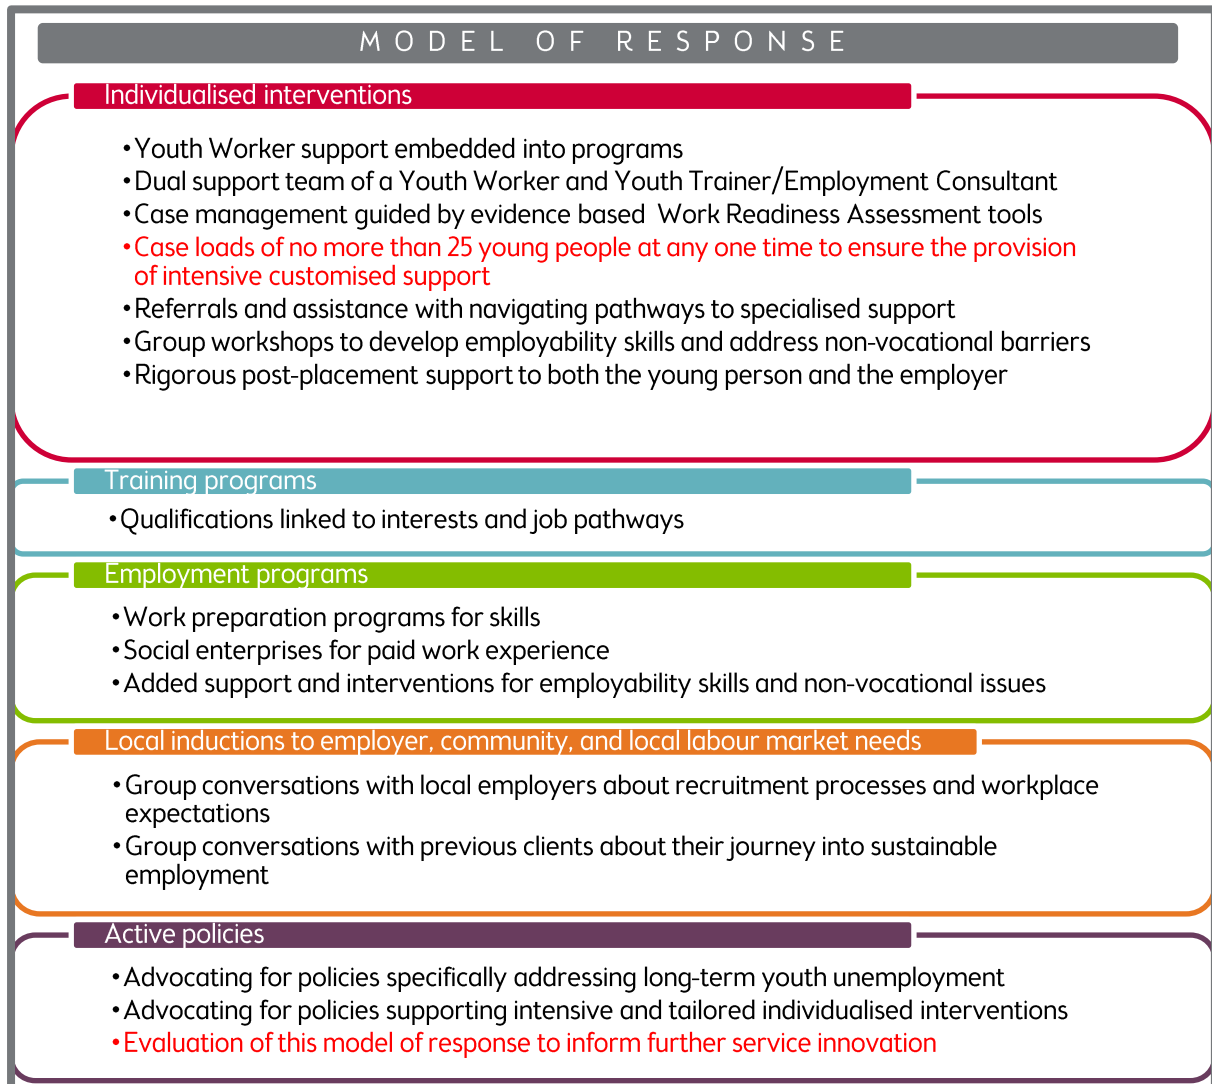 MODEL OF RESPONSE
Individualised interventions
•Youth Worker support embedded into programs
•Dual support team of a Youth Worker and Youth Trainer/Employment Consultant
•Case management guided by evidence based Work Readiness Assessment tools
•Case loads of no more than 25 young people at any one time to ensure the provision
of intensive customised support
•Referrals and assistance with navigating pathways to specialised support
•Group workshops to develop employability skills and address non-vocational barriers
•Rigorous post-placement support to both the young person and the employer
Training programs
•Qualifications linked to interests and job pathways
Employment programs
•Work preparation programs for skills
•Social enterprises for paid work experience
•Added support and interventions for employability skills and non-vocational issues
Local inductions to employer, community, and local labour market needs
•Group conversations with local employers about recruitment processes and workplace
expectations
•Group conversations with previous clients about their journey into sustainable
employment
Active policies
•Advocating for policies specifically addressing long-term youth unemployment
•Advocating for policies supporting intensive and tailored individualised interventions
•Evaluation of this model of response to inform further service innovation